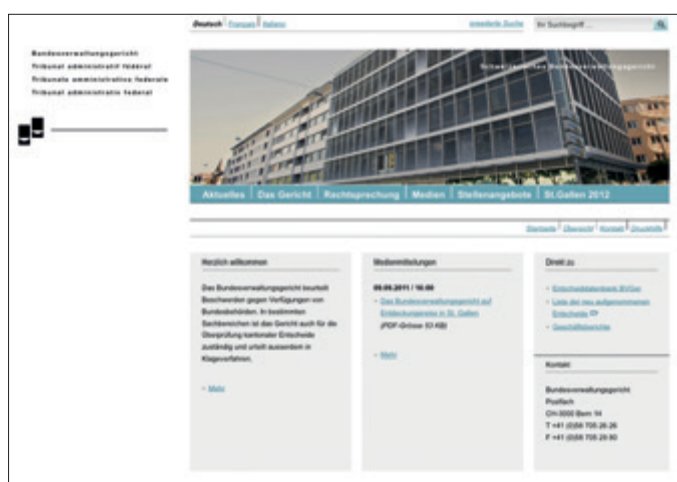 Deutsch Français Italiano
erweiterte Suche
Ihr Suchbegriff ...
Bundesverwaltungsgericht
Tribunal administratif fédéral
Tribunale amministrativo federale
Tribunal administrativ federal
Schweizerisches Bundesverwaltungsgericht
Aktuelles Das Gericht Rechtsprechung Medien Stellenangebote St.Gallen 2012
Startseite Übersicht Kontakt Druckhilfe
Herzlich willkommen
Das Bundesverwaltungsgericht beurteilt
Beschwerden gegen Verfügungen von
Bundesbehörden. In bestimmten
Sachbereichen ist das Gericht auch für die
Überprüfung kantonaler Entscheide
zuständig und urteilt ausserdem in
Klageverfahren.
Mehr
Medienmitteilungen
09.09.2011 / 16:00
Das Bundesverwaltungsgericht auf
Entdeckungsreise in St. Gallen
(PDF-Grösse 53 KB)
Mehr
Direkt zu
Entscheiddatenbank BVGer
Liste der neu aufgenommenen
Entscheide
Geschäftsberichte
Kontakt
Bundesverwaltungsgericht
Postfach
CH-3000 Bern 14
T +41 (0)58 705 26 26
F +41 (0)58 705 29 80